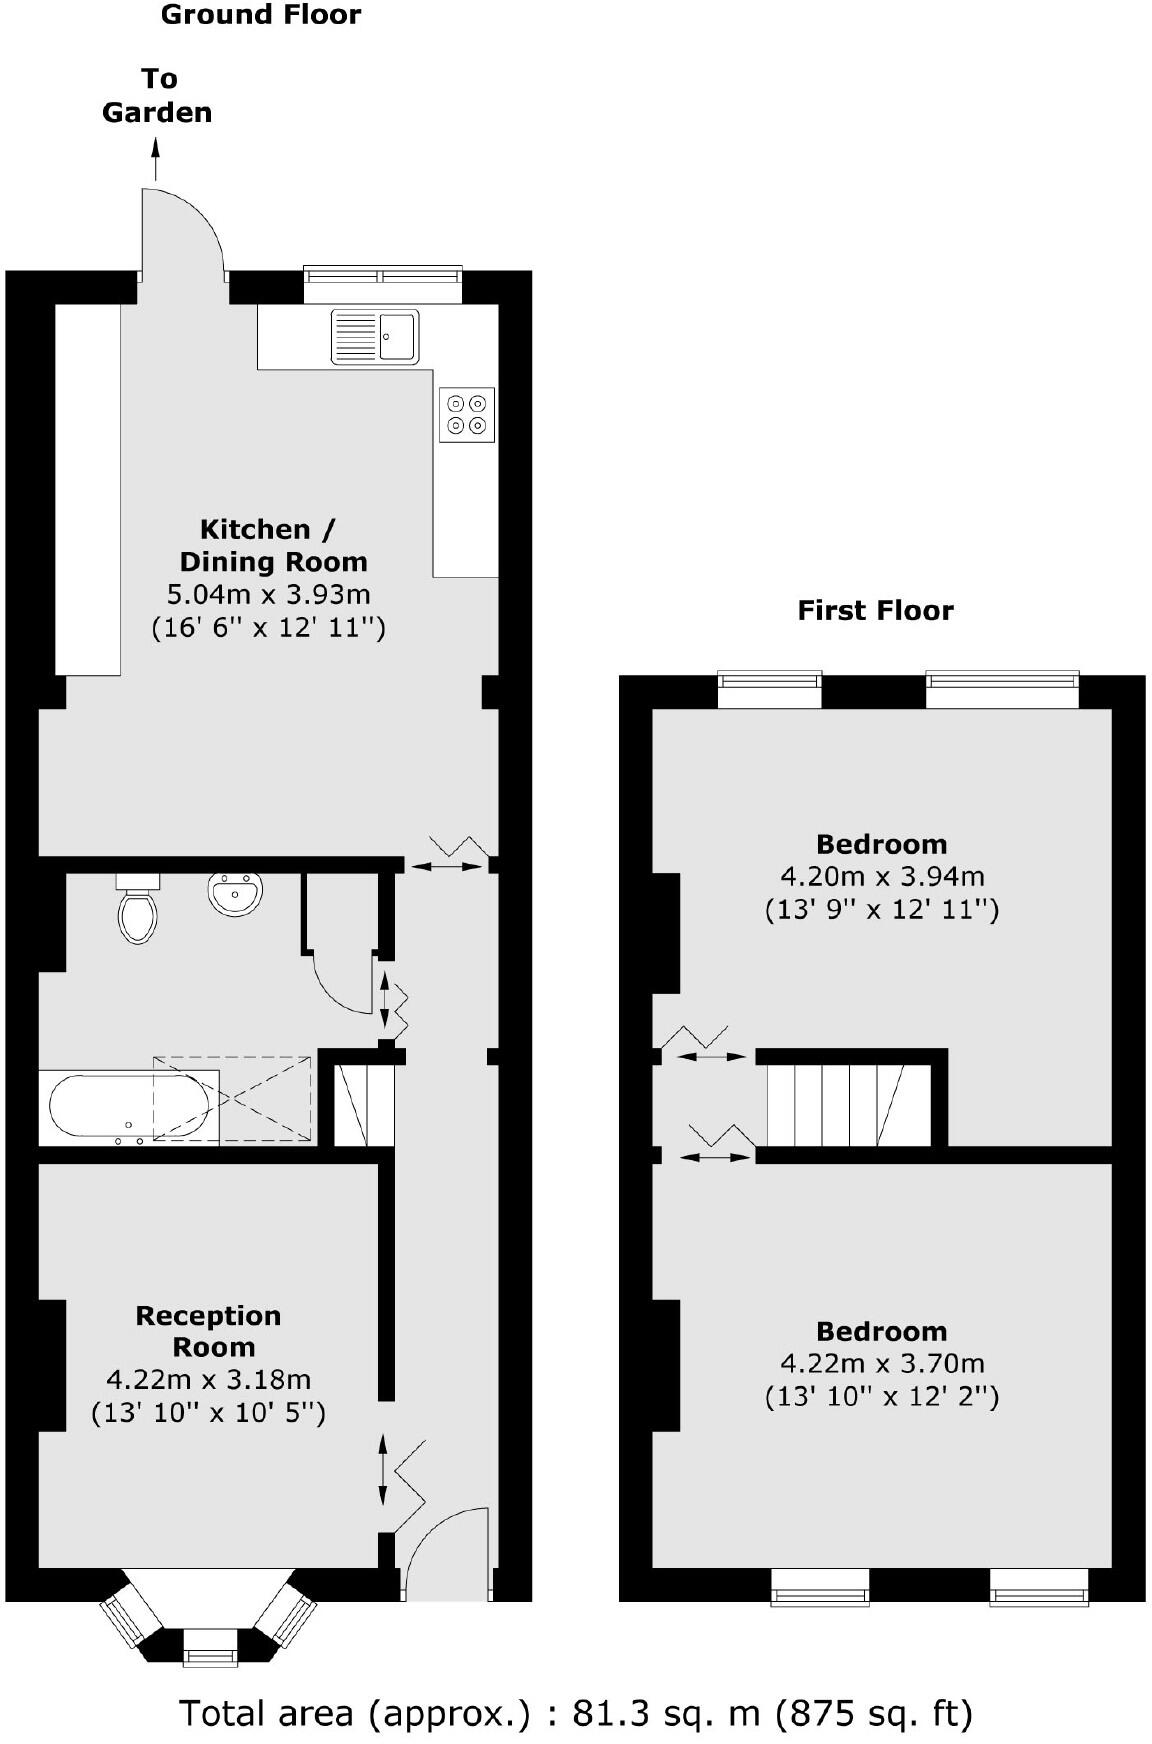 Ground Floor
To
Garden
Kitchen /
Dining Room
5.04m x 3.93m
(16' 6" x 12' 11")
Reception
Room
4.22m x 3.18m
(13' 10" x 10' 5")
First Floor
Bedroom
4.20m x 3.94m
(13' 9" x 12' 11")
Bedroom
4.22m x 3.70m
(13' 10" x 12' 2")
Total area (approx.) : 81.3 sq. m (875 sq. ft)